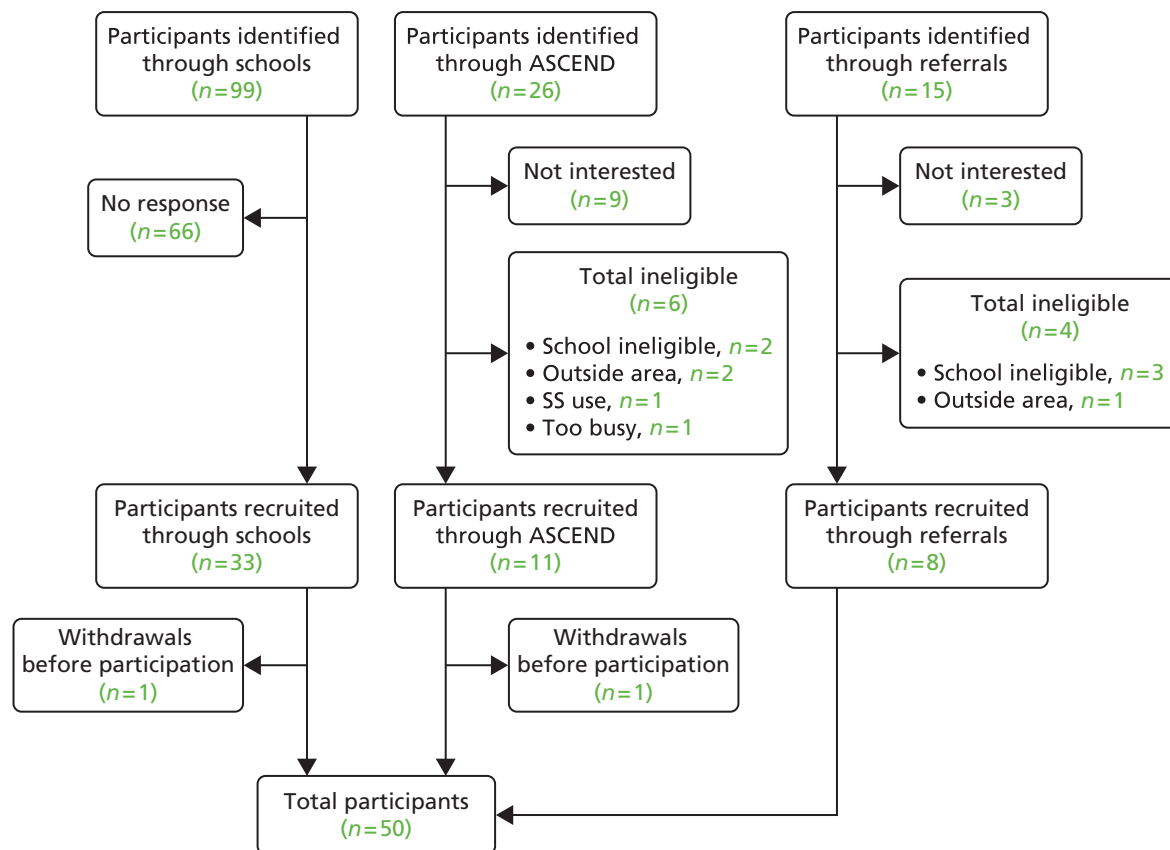 Participants identified
through schools
(n=99)
Participants identified
through ASCEND
(n=26)
Participants identified
through referrals
(n=15)
No response
(n=66)
Not interested
(n=9)
Not interested
(n=3)
Total ineligible
(n=6)
• School ineligible, n=2
• Outside area, n=2
• SS use, n=1
• Too busy, n=1
Total ineligible
(n=4)
• School ineligible, n=3
• Outside area, n=1
Participants recruited
through schools
(n=33)
Participants recruited
through ASCEND
(n=11)
Participants recruited
through referrals
(n=8)
Withdrawals
before participation
(n=1)
Withdrawals
before participation
(n=1)
Total participants
(n=50)